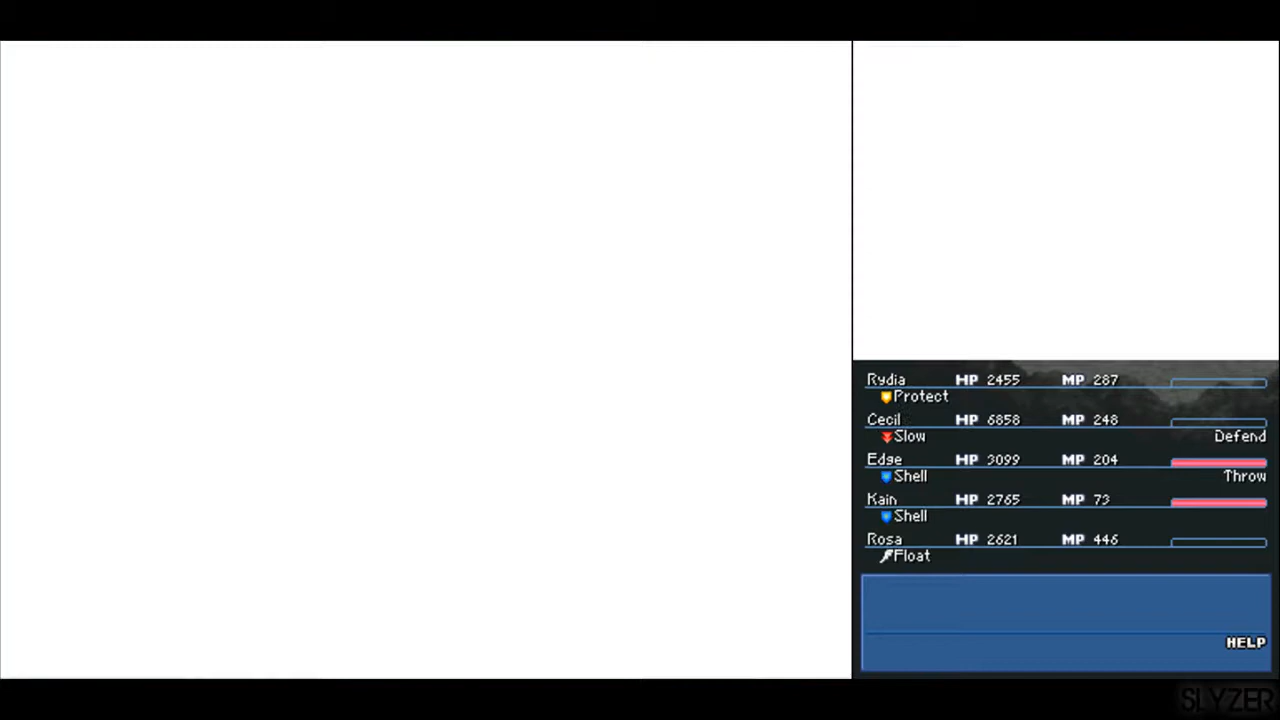 Rydia HP 2455 MP 287
Protect
Cecil HP 6858 MP 248
Slow Defend
Edge HP 3099 MP 204
Shell Throw
Kain HP 2765 MP 73
Shell
Rosa HP 2621 MP 446
Float
HELP
SLYZER